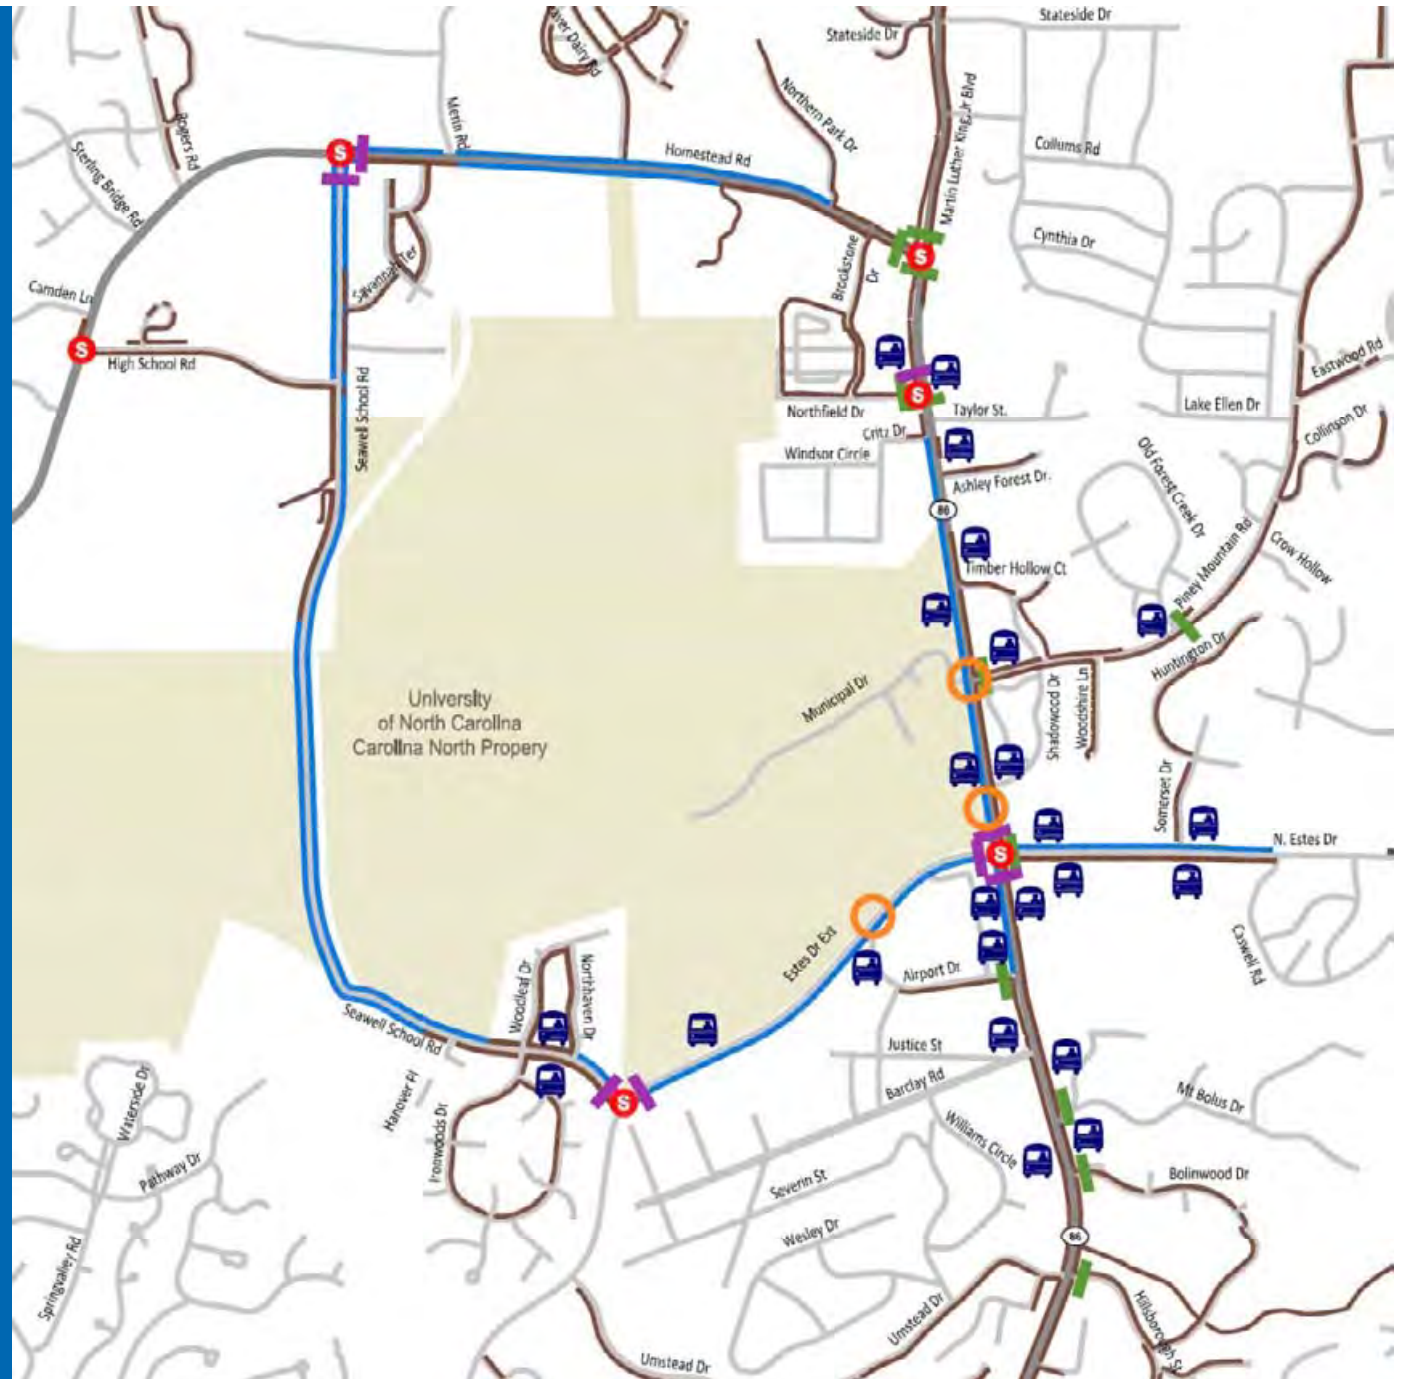 Stateside Dr
Stateside Dr
Rogers Rd
Merin Rd
Northern Park Dr
Martin Luther King Jr Blvd
Homestead Rd
Collums Rd
Sterling Bridge Rd
S
S
Cynthia Dr
Brookstone
Dr
Savannah Ter
Camden Ln
S
High School Rd
Eastwood Rd
Seawell School Rd
S
Northfield Dr
Taylor St.
Lake Ellen Dr
Collinson Dr
Critz Dr
Windsor Circle
Ashley Forest Dr.
Old Forest Creek Dr
86
Piney Mountain Rd
Crow Hollow
Timber Hollow Ct
Huntington Dr
University
of North Carolina
Carolina North Propery
Municipal Dr
Shadowood Dr
Woodshire Ln
Somerset Dr
N. Estes Dr
S
Estes Dr Ext
Caswell Rd
Airport Dr
Woodleaf Dr
Northhaven Dr
Seawell School Rd
Justice St
Barclay Rd
S
Hanover Pl
Ironwoods Dr
Waterside Dr
Pathway Dr
Mt Bolus Dr
Williams Circle
Bolinwood Dr
Severin St
Wesley Dr
86
Springvalley Rd
Umstead Dr
Hillsborough St
Umstead Dr